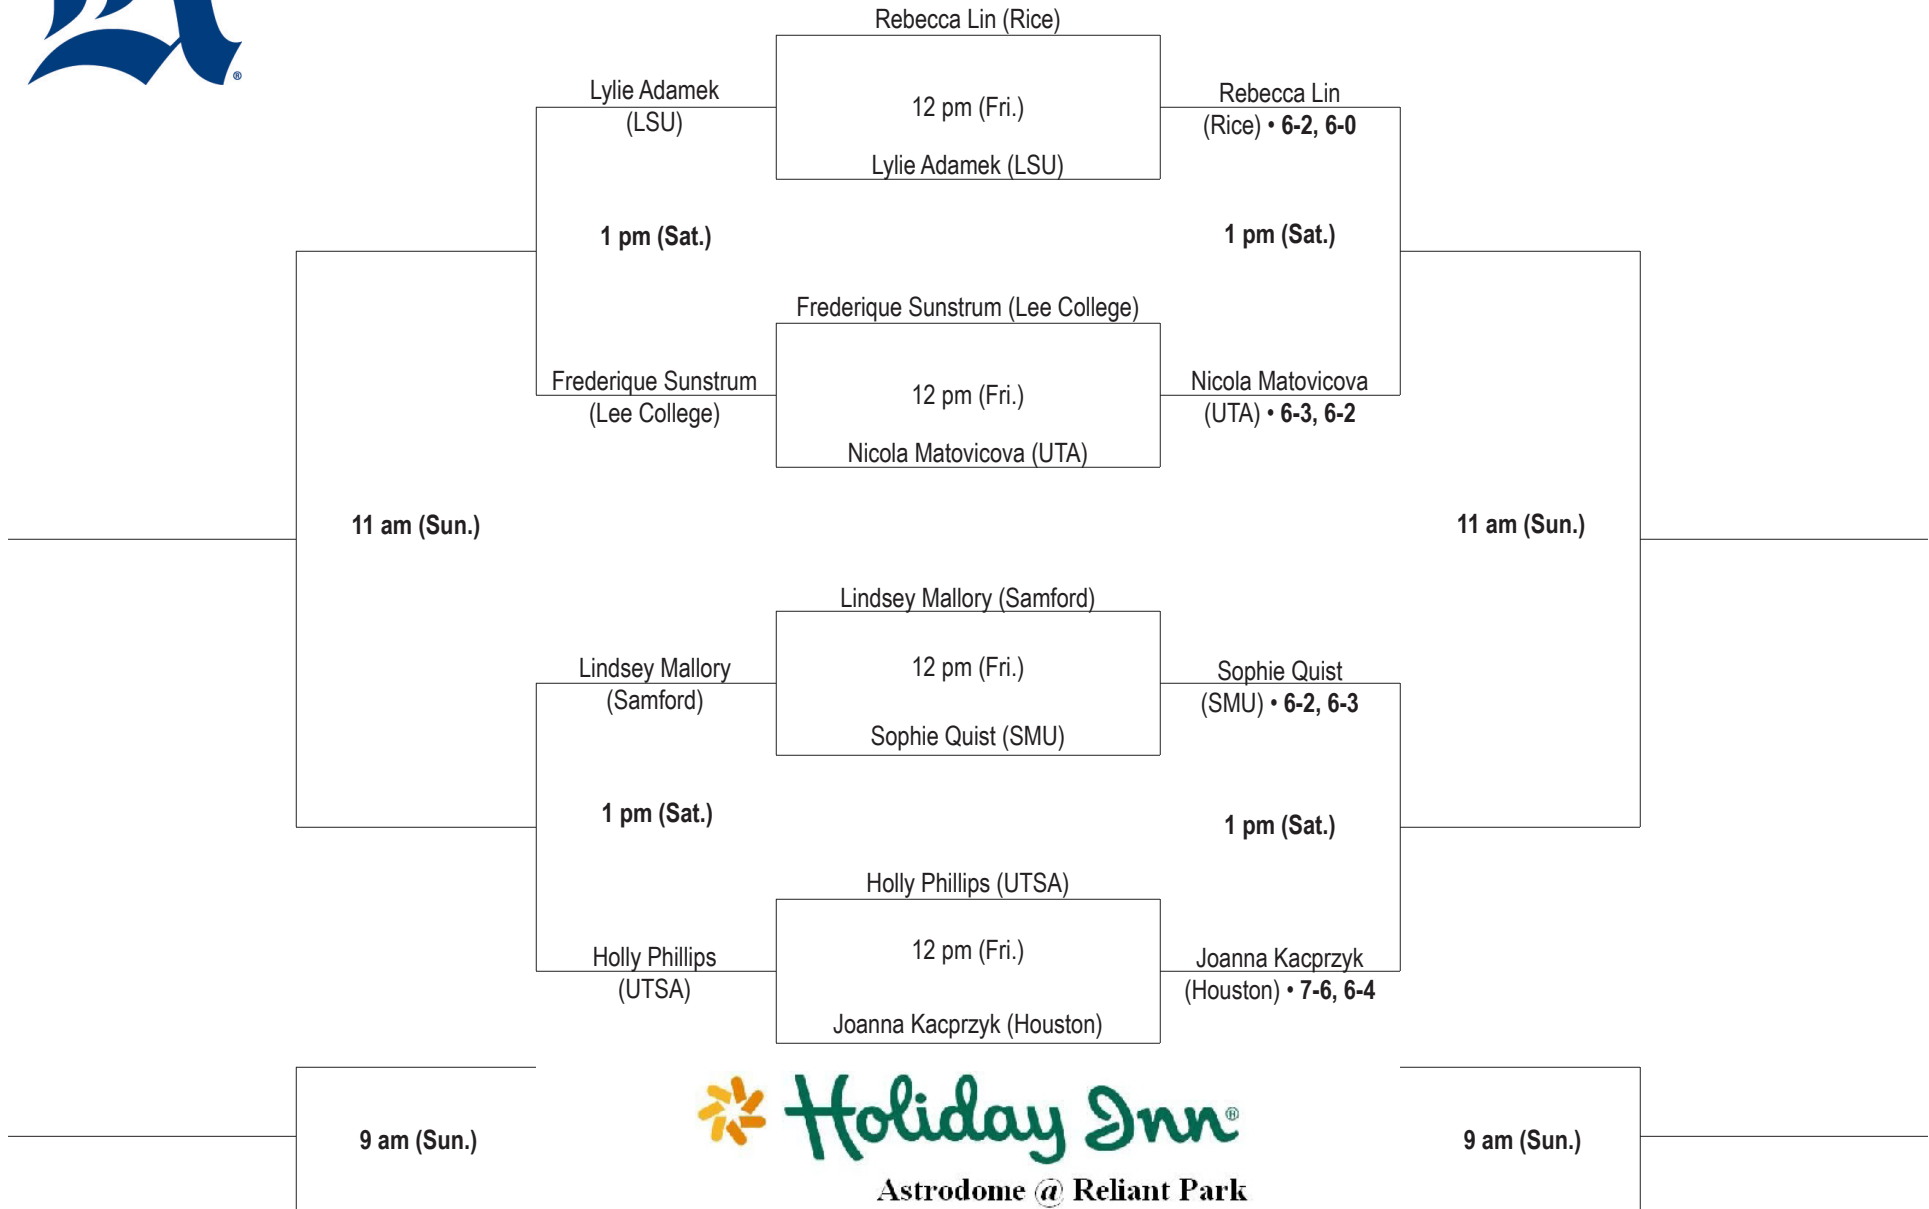 Rebecca Lin (Rice)
Lylie Adamek
(LSU)
12 pm (Fri.)
Rebecca Lin
(Rice) • 6-2, 6-0
Lylie Adamek (LSU)
1 pm (Sat.)
1 pm (Sat.)
Frederique Sunstrum (Lee College)
Frederique Sunstrum
(Lee College)
12 pm (Fri.)
Nicola Matovicova
(UTA) • 6-3, 6-2
Nicola Matovicova (UTA)
11 am (Sun.)
11 am (Sun.)
Lindsey Mallory (Samford)
Lindsey Mallory
(Samford)
12 pm (Fri.)
Sophie Quist
(SMU) • 6-2, 6-3
Sophie Quist (SMU)
1 pm (Sat.)
1 pm (Sat.)
Holly Phillips (UTSA)
Holly Phillips
(UTSA)
12 pm (Fri.)
Joanna Kacprzyk
(Houston) • 7-6, 6-4
Joanna Kacprzyk (Houston)
9 am (Sun.)
Holiday Inn®
9 am (Sun.)
Astrodome @ Reliant Park